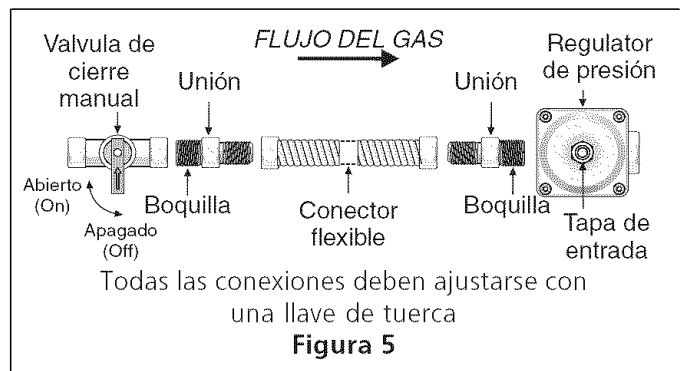 FLUJO DEL GAS
Valvula de
cierre
manual
Unión
Unión
Regulator
de presión
Abierto
(On)
Apagado
(Off)
Boquilla
Conector
flexible
Boquilla
Tapa de
entrada
Todas las conexiones deben ajustarse con
una llave de tuerca
Figura 5